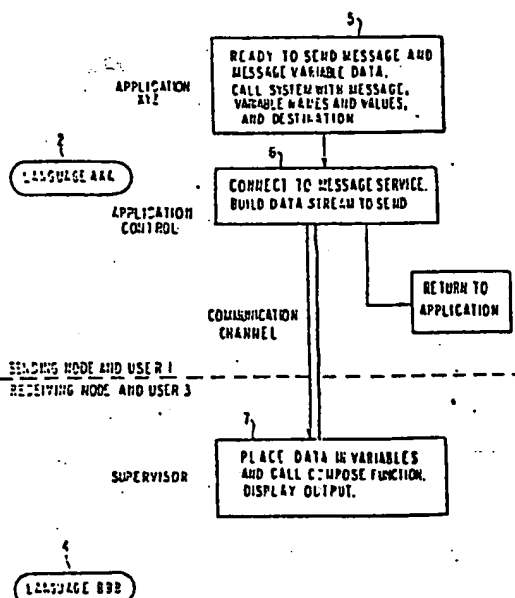 5
READY TO SEND MESSAGE AND
MESSAGE VARIABLE DATA.
CALL SYSTEM WITH MESSAGE,
VARIABLE NAMES AND VALUES,
AND DESTINATION
APPLICATION
XYZ
LANGUAGE AAA
6
CONNECT TO MESSAGE SERVICE.
BUILD DATA STREAM TO SEND
APPLICATION
CONTROL
RETURN TO
APPLICATION
COMMUNICATION
CHANNEL
SENDING NODE AND USER 1
RECEIVING NODE AND USER 3
7
PLACE DATA IN VARIABLES
AND CALL COMPOSE FUNCTION.
DISPLAY OUTPUT.
SUPERVISOR
4
LANGUAGE BBB